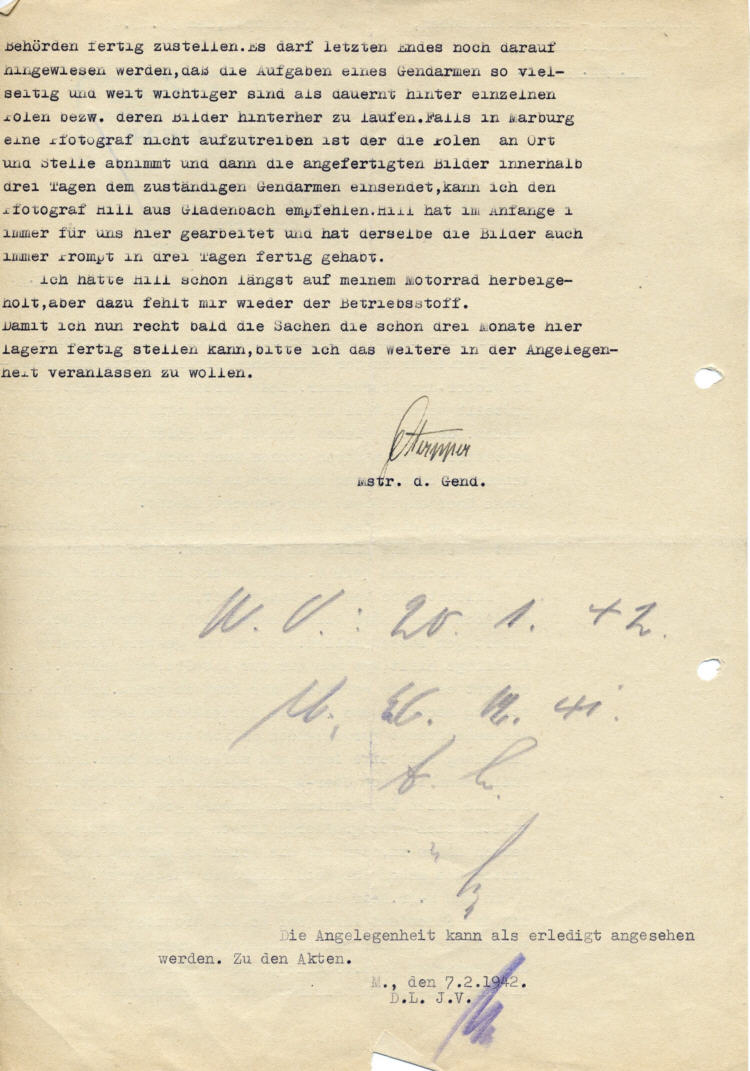 Behörden fertig zustellen.Es darf letzten Endes noch darauf
hingewiesen werden,daß die Aufgaben eines Gendarmen so viel-
seitig und weit wichtiger sind als dauernt hinter einzelnen
Polen bezw. deren Bilder hinterher zu laufen.Falls in Marburg
eine Pfotograf nicht aufzutreiben ist der die Polen an Ort
und Stelle abnimmt und dann die angefertigten Bilder innerhalb
drei Tagen dem zuständigen Gendarmen einsendet,kann ich den
Pfotograf Hill aus Gladenbach empfehlen.Hill hat im Anfange i
immer für uns hier gearbeitet und hat derselbe die Bilder auch
immer Prompt in drei Tagen fertig gehabt.
Ich hätte Hill schon längst auf meinem Motorrad herbeige-
holt,aber dazu fehlt mir wieder der Betriebsstoff.
Damit ich nun recht bald die Sachen die schon drei Monate hier
lagern fertig stellen kann,bitte ich das Weitere in der Angelegen-
heit veranlassen zu wollen.
Mstr. d. Gend.
W. V.: 20. 1. 42.
M, 12. 41.
Die Angelegenheit kann als erledigt angesehen
werden. Zu den Akten.
M., den 7.2.1942.
D.L. J.V.